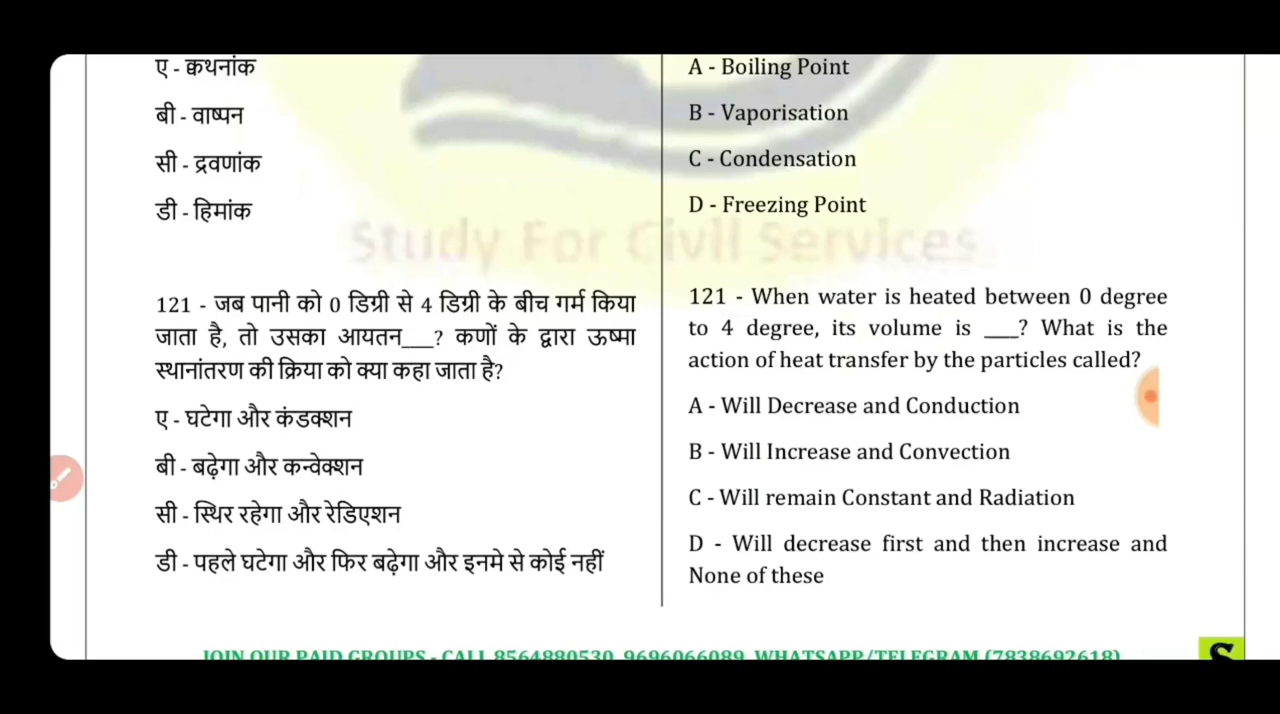 ए - क्वथनांक
बी - वाष्पन
सी - द्रवणांक
डी - हिमांक
121 - जब पानी को 0 डिग्री से 4 डिग्री के बीच गर्म किया
जाता है, तो उसका आयतन___? कणों के द्वारा ऊष्मा
स्थानांतरण की क्रिया को क्या कहा जाता है?
ए - घटेगा और कंडक्शन
बी - बढ़ेगा और कन्वेक्शन
सी - स्थिर रहेगा और रेडिएशन
डी - पहले घटेगा और फिर बढ़ेगा और इनमे से कोई नहीं
A - Boiling Point
B - Vaporisation
C - Condensation
D - Freezing Point
121 - When water is heated between 0 degree
to 4 degree, its volume is ___? What is the
action of heat transfer by the particles called?
A - Will Decrease and Conduction
B - Will Increase and Convection
C - Will remain Constant and Radiation
D - Will decrease first and then increase and
None of these
Study For Civil Services
JOIN OUR PAID GROUPS - CALL 8564880530, 9696066089, WHATSAPP/TELEGRAM (7838692618)
S